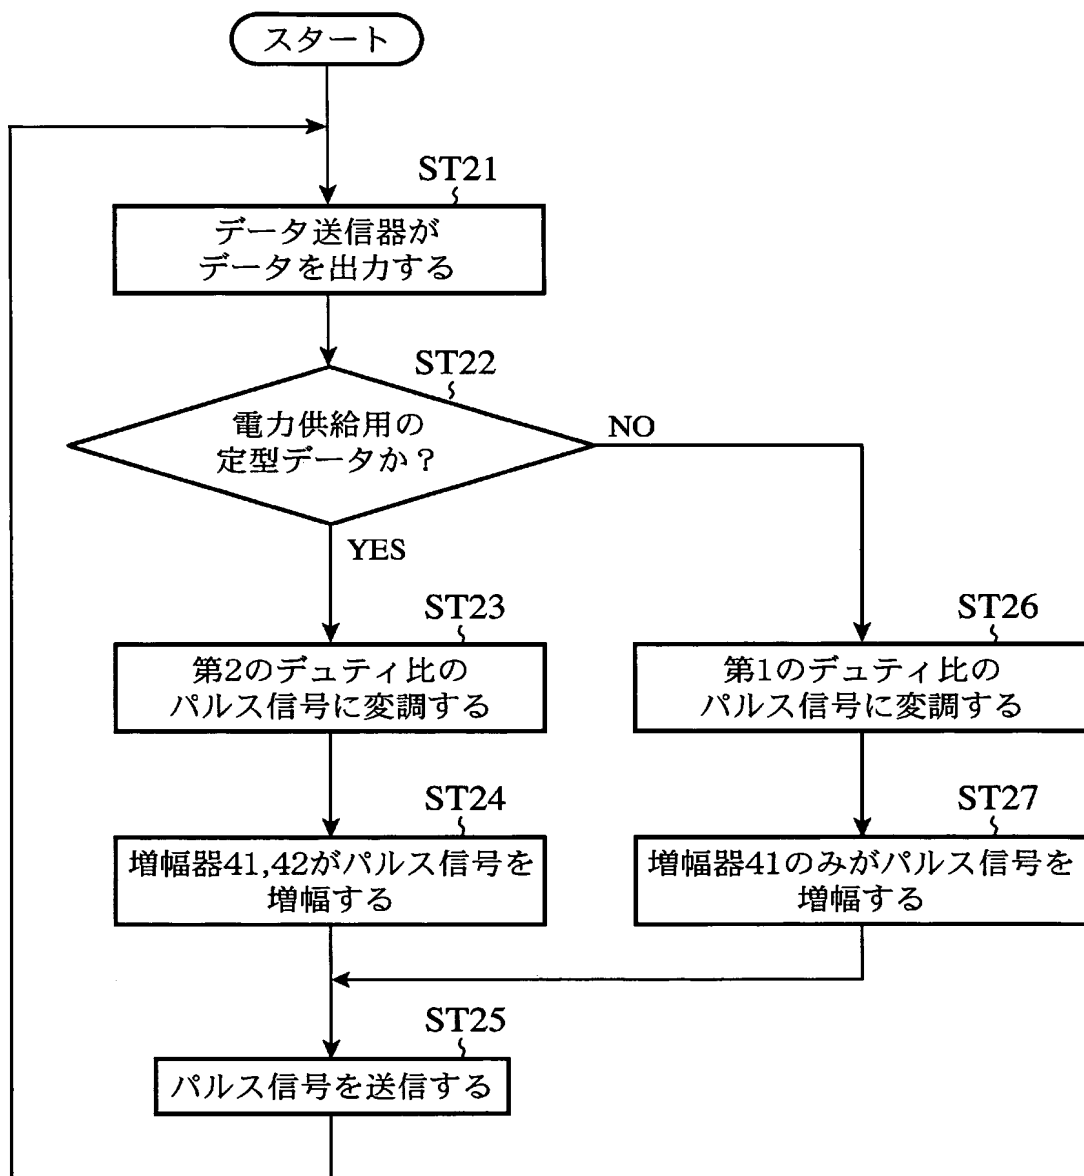 スタート
ST21
データ送信器が
データを出力する
ST22
電力供給用の
定型データか？
NO
YES
ST23
第2のデュティ比の
パルス信号に変調する
ST26
第1のデュティ比の
パルス信号に変調する
ST24
増幅器41,42がパルス信号を
増幅する
ST27
増幅器41のみがパルス信号を
増幅する
ST25
パルス信号を送信する